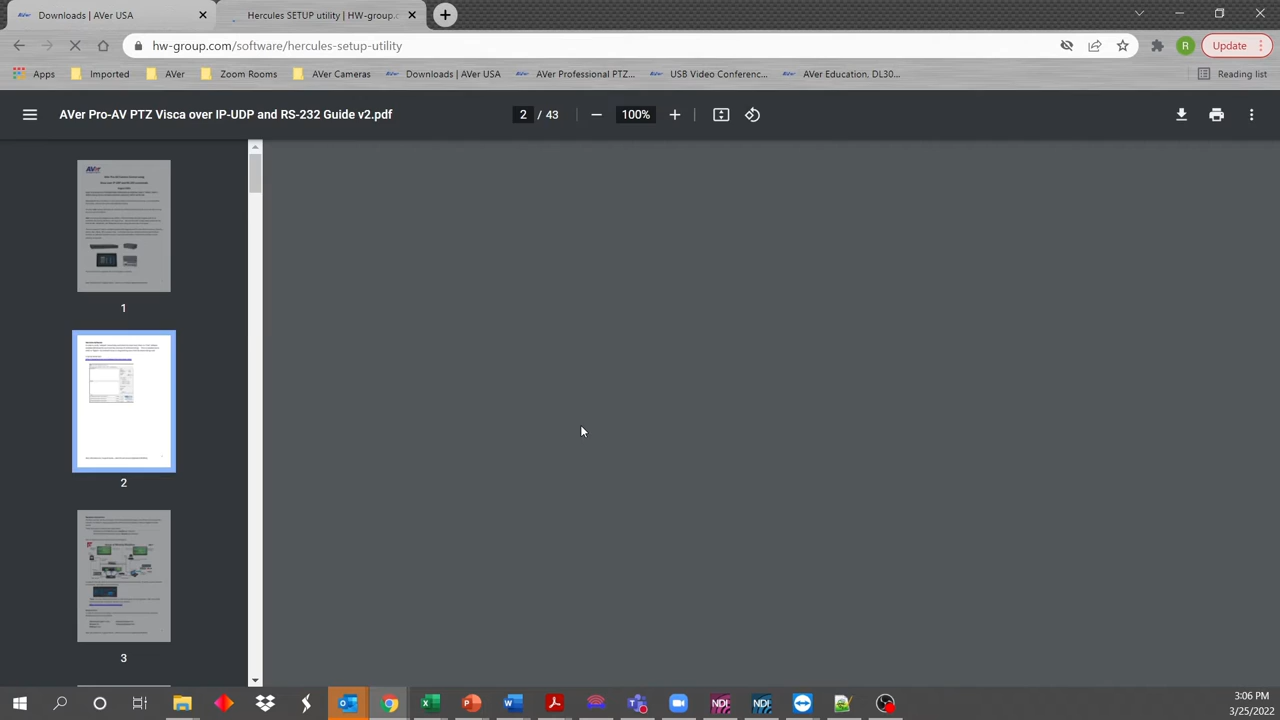 Downloads | AVer USA
Hercules SETUP utility | HW-group.c
hw-group.com/software/hercules-setup-utility
R
Update
Apps
Imported
AVer
Zoom Rooms
AVer Cameras
Downloads | AVer USA
AVer Professional PTZ...
USB Video Conferenc...
AVer Education, DL30...
Reading list
AVer Pro-AV PTZ Visca over IP-UDP and RS-232 Guide v2.pdf
2 / 43
100%
AVer
1
2
3
NDI
NDI
3:06 PM
3/25/2022